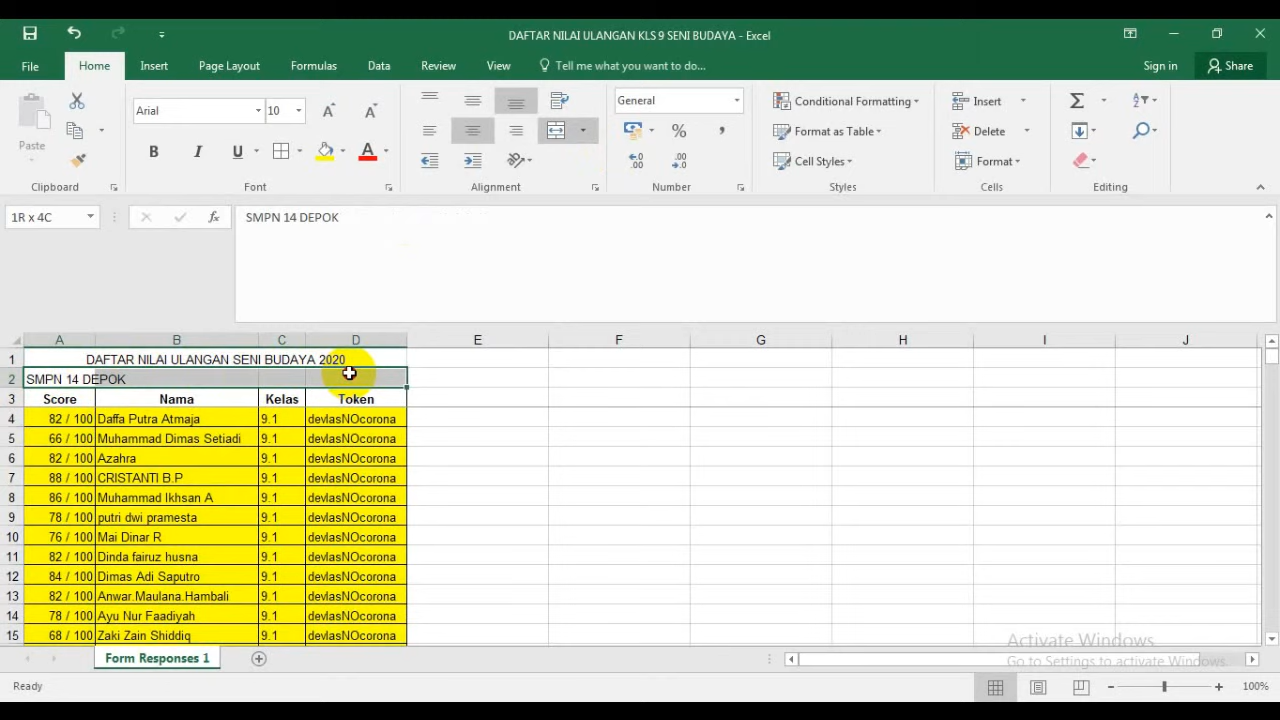 DAFTAR NILAI ULANGAN KLS 9 SENI BUDAYA - Excel
File Home Insert Page Layout Formulas Data Review View Tell me what you want to do... Sign in Share
Paste
Arial 10
B I U A
General
% ,
Conditional Formatting
Format as Table
Cell Styles
Insert
Delete
Format
Clipboard Font Alignment Number Styles Cells Editing
1R x 4C fx SMPN 14 DEPOK
A B C D E F G H I J
1 DAFTAR NILAI ULANGAN SENI BUDAYA 2020
2 SMPN 14 DEPOK
3 Score Nama Kelas Token
4 82 / 100 Daffa Putra Atmaja 9.1 devlasNOcorona
5 66 / 100 Muhammad Dimas Setiadi 9.1 devlasNOcorona
6 82 / 100 Azahra 9.1 devlasNOcorona
7 88 / 100 CRISTANTI B.P 9.1 devlasNOcorona
8 86 / 100 Muhammad Ikhsan A 9.1 devlasNOcorona
9 78 / 100 putri dwi pramesta 9.1 devlasNOcorona
10 76 / 100 Mai Dinar R 9.1 devlasNOcorona
11 82 / 100 Dinda fairuz husna 9.1 devlasNOcorona
12 84 / 100 Dimas Adi Saputro 9.1 devlasNOcorona
13 82 / 100 Anwar.Maulana.Hambali 9.1 devlasNOcorona
14 78 / 100 Ayu Nur Faadiyah 9.1 devlasNOcorona
15 68 / 100 Zaki Zain Shiddiq 9.1 devlasNOcorona
Activate Windows
Go to Settings to activate Windows.
Form Responses 1
Ready 100%